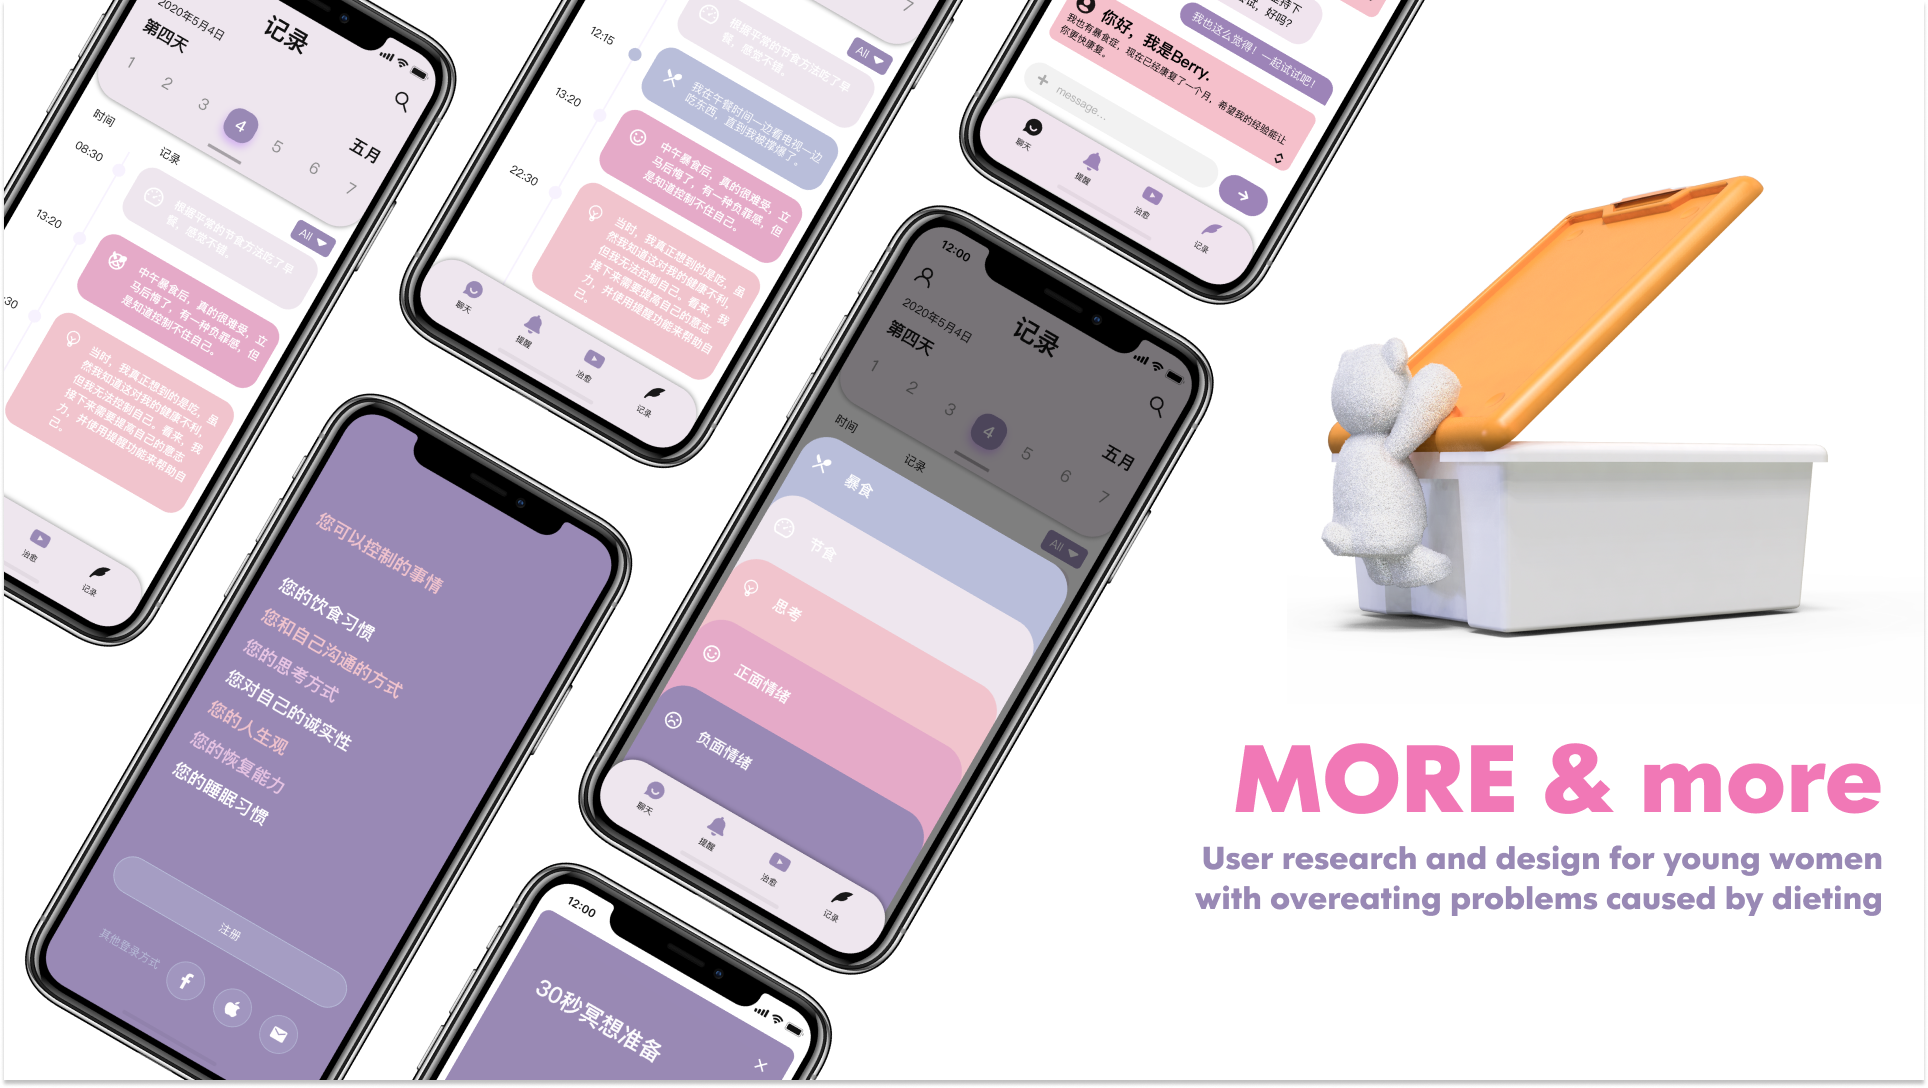 2020年5月4日
第四天
记录
1
2
3
4
5
6
7
五月
时间
记录
All
08:30
根据平常的节食方法吃了早
餐，感觉不错。
13:20
中午暴食后，真的很难受，立
马后悔了，有一种负罪感，但
是知道控制不住自己。
:30
当时，我真正想到的是吃，虽
然我知道这对我的健康不利，
但我无法控制自己。看来，我
接下来需要提高自己的意志
力，并使用提醒功能来帮助自
己。
治愈
记录
7
All
根据平常的节食方法吃了早
餐，感觉不错。
12:15
我在午餐时间一边看电视一边
吃东西，直到我被撑爆了。
13:20
中午暴食后，真的很难受，立
马后悔了，有一种负罪感，但
是知道控制不住自己。
22:30
当时，我真正想到的是吃，虽
然我知道这对我的健康不利，
但我无法控制自己。看来，我
接下来需要提高自己的意志
力，并使用提醒功能来帮助自
己。
聊天
提醒
治愈
记录
坚持下
试，好吗？
我也这么觉得！一起试试吧！
你好，我是Berry.
我也有暴食症，现在已经康复了一个月，希望我的经验能让
你更快康复。
message...
聊天
提醒
治愈
记录
您可以控制的事情
您的饮食习惯
您和自己沟通的方式
您的思考方式
您对自己的诚实性
您的人生观
您的恢复能力
您的睡眠习惯
注册
其他登录方式
12:00
2020年5月4日
第四天
记录
1
2
3
4
5
6
7
五月
时间
记录
All
暴食
节食
思考
正面情绪
负面情绪
聊天
提醒
治愈
记录
12:00
30秒冥想准备
MORE & more
User research and design for young women
with overeating problems caused by dieting